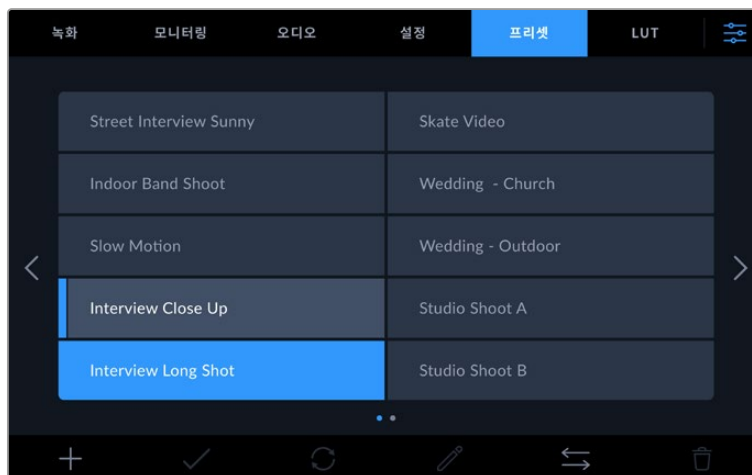 녹화 모니터링 오디오 설정 프리셋 LUT
Street Interview Sunny Skate Video
Indoor Band Shoot Wedding - Church
Slow Motion Wedding - Outdoor
Interview Close Up Studio Shoot A
Interview Long Shot Studio Shoot B